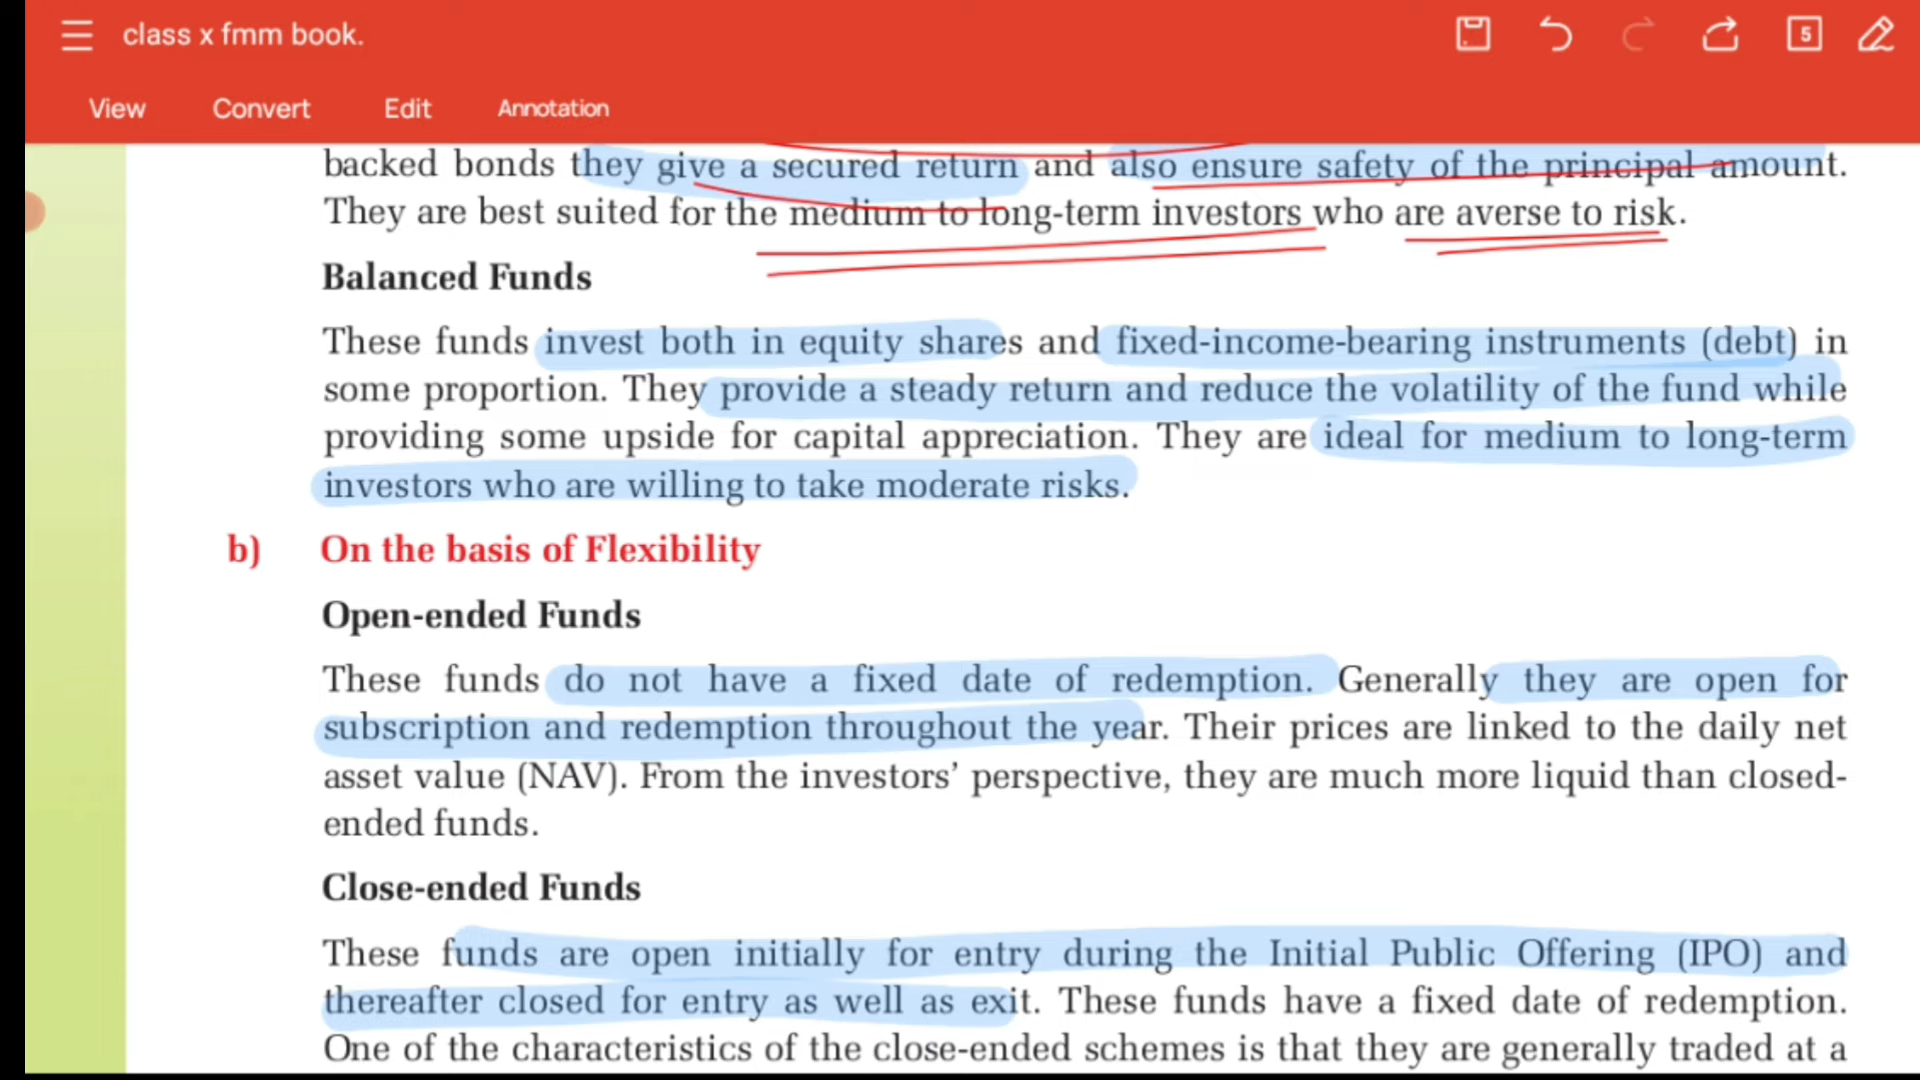 class x fmm book.
5
View Convert Edit Annotation
backed bonds they give a secured return and also ensure safety of the principal amount.
They are best suited for the medium to long-term investors who are averse to risk.
Balanced Funds
These funds invest both in equity shares and fixed-income-bearing instruments (debt) in
some proportion. They provide a steady return and reduce the volatility of the fund while
providing some upside for capital appreciation. They are ideal for medium to long-term
investors who are willing to take moderate risks.
b) On the basis of Flexibility
Open-ended Funds
These funds do not have a fixed date of redemption. Generally they are open for
subscription and redemption throughout the year. Their prices are linked to the daily net
asset value (NAV). From the investors’ perspective, they are much more liquid than closed-
ended funds.
Close-ended Funds
These funds are open initially for entry during the Initial Public Offering (IPO) and
thereafter closed for entry as well as exit. These funds have a fixed date of redemption.
One of the characteristics of the close-ended schemes is that they are generally traded at a